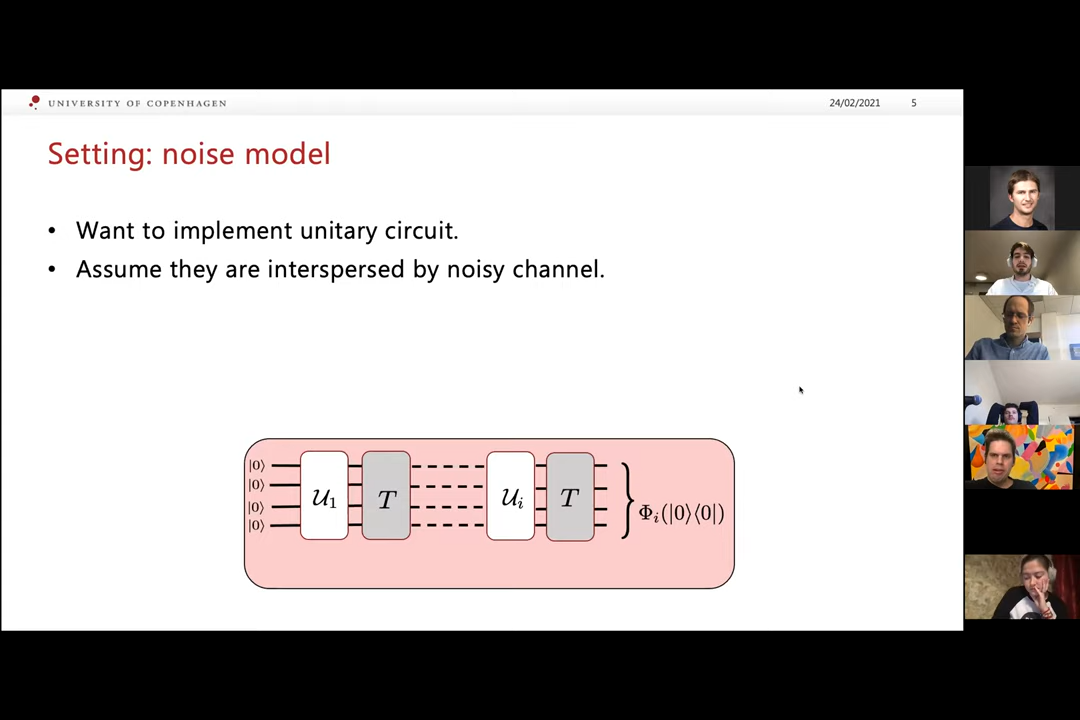 UNIVERSITY OF COPENHAGEN 24/02/2021 5
Setting: noise model
• Want to implement unitary circuit.
• Assume they are interspersed by noisy channel.
|0⟩
|0⟩
|0⟩
|0⟩
𝒰₁ T 𝒰ᵢ T Φᵢ(|0⟩⟨0|)